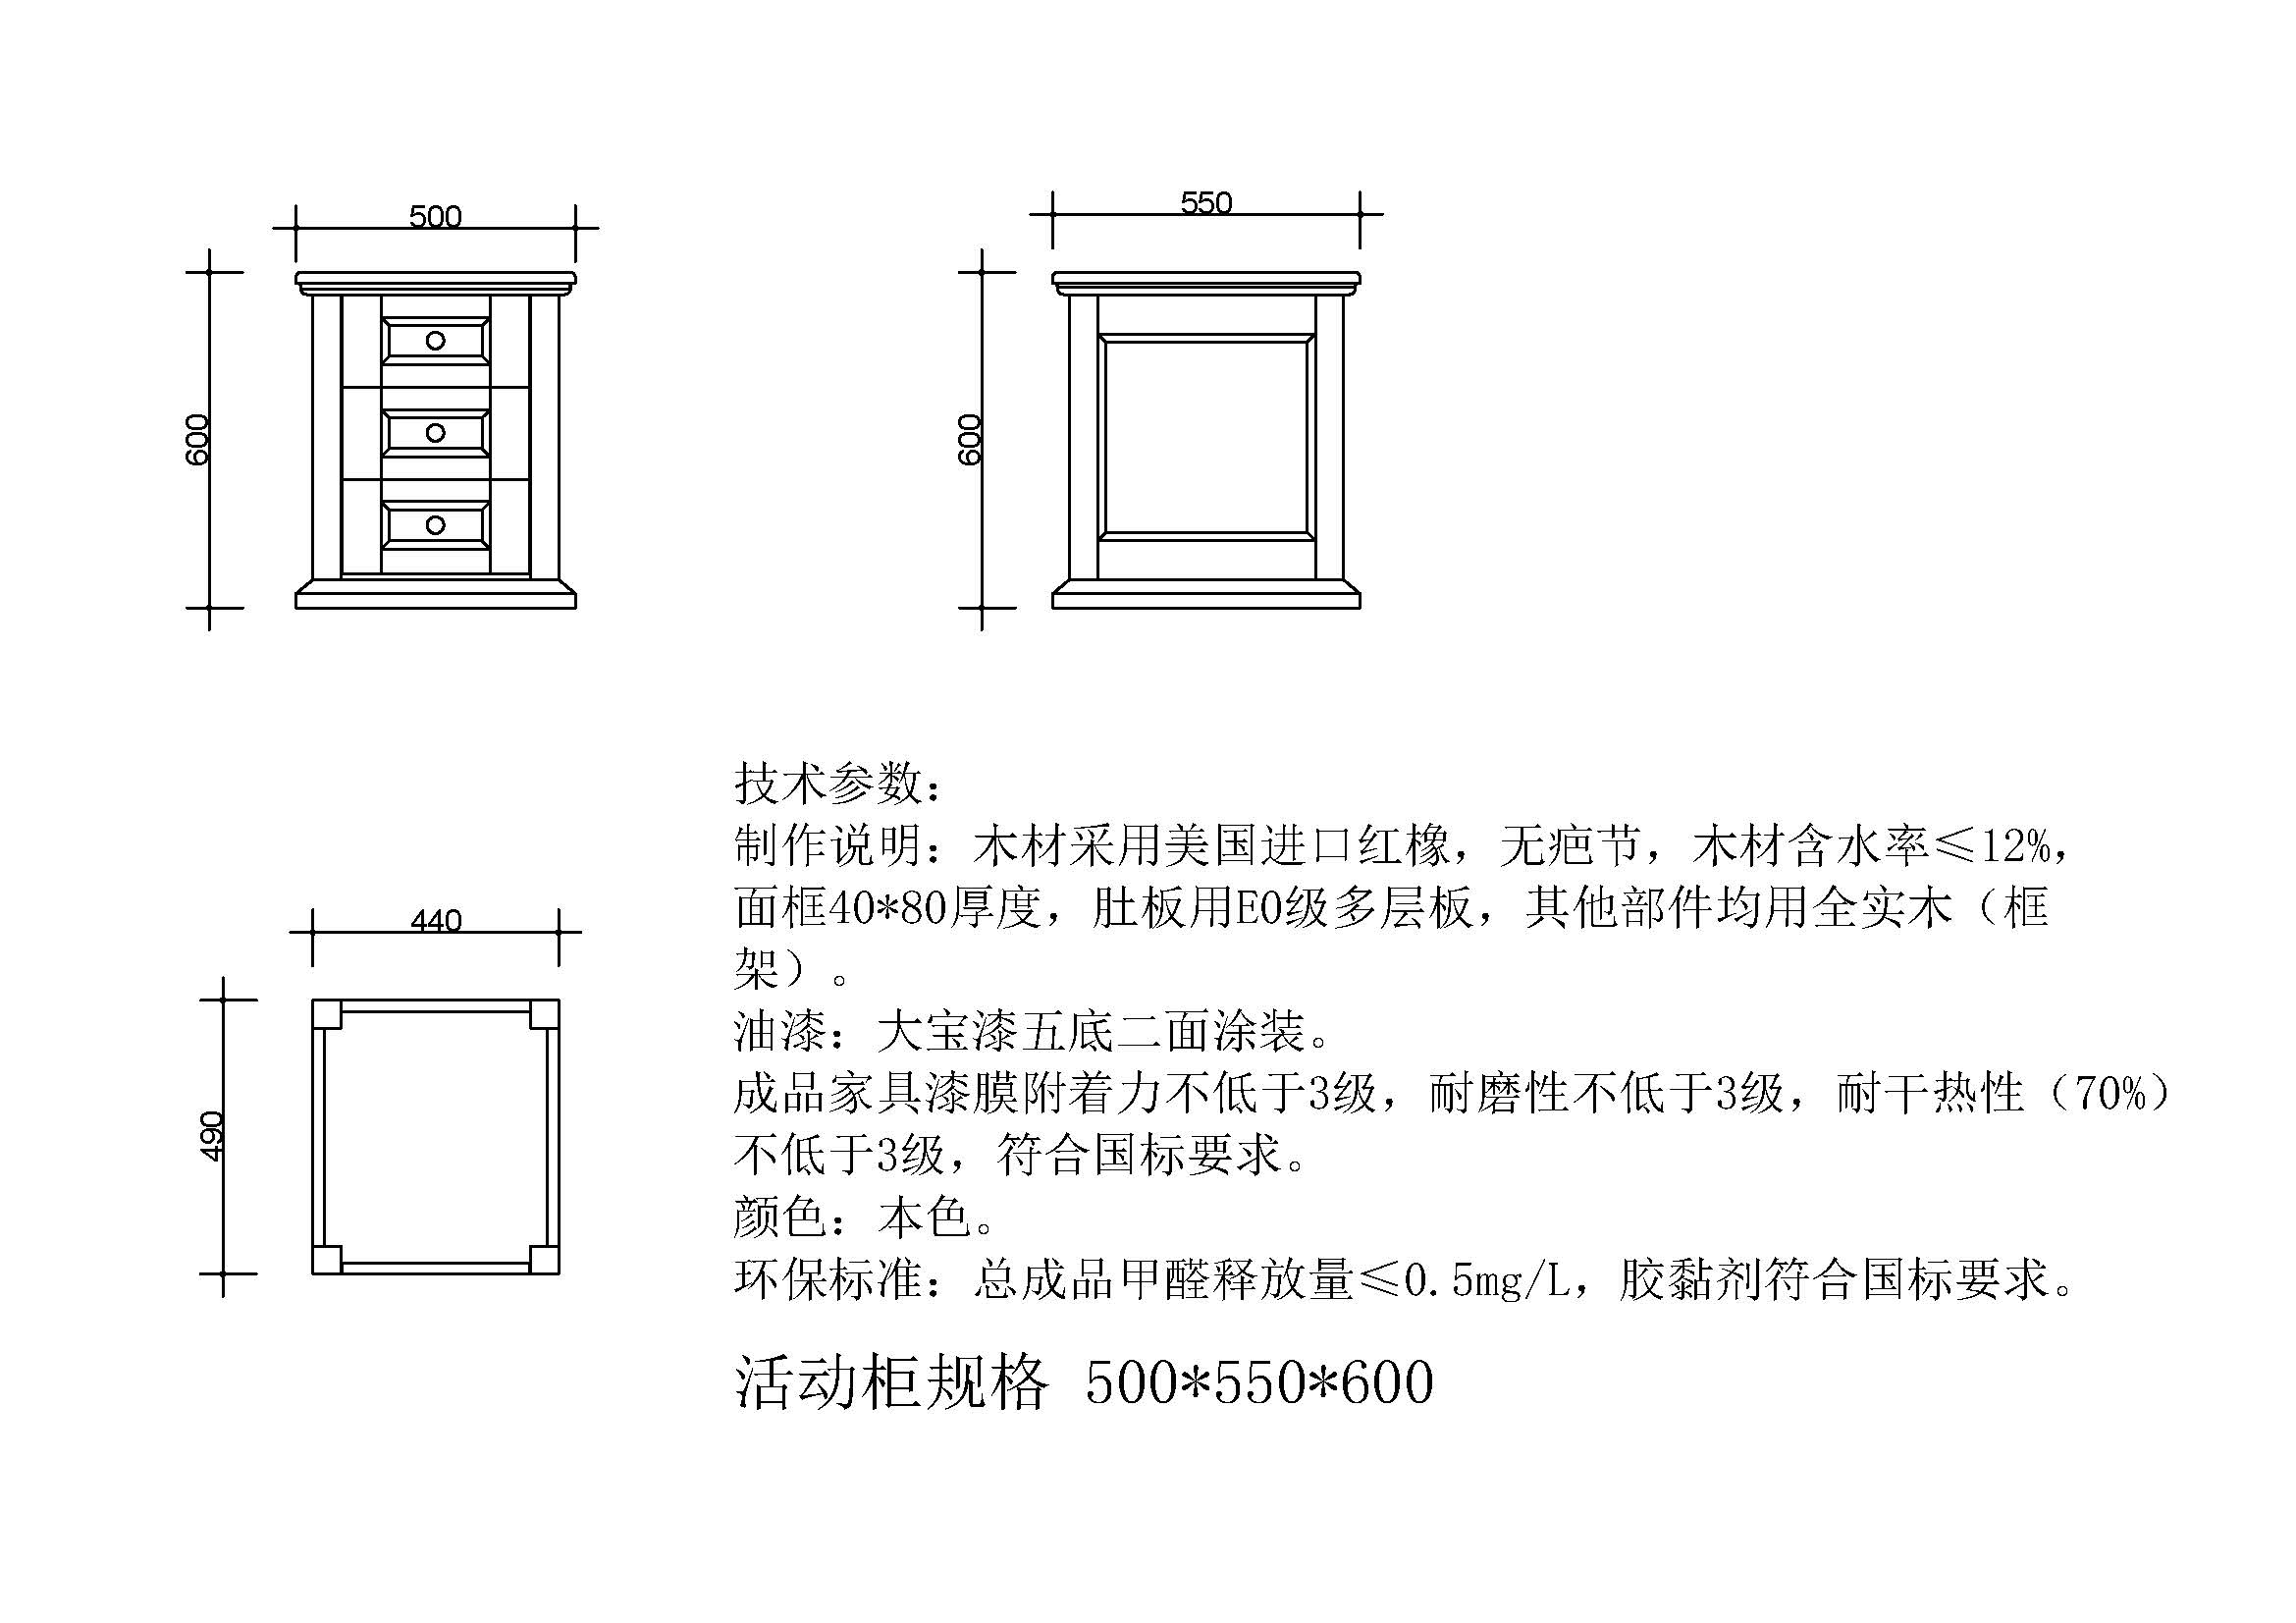 500
550
600
600
技术参数：
制作说明：木材采用美国进口红橡，无疤节，木材含水率≤12%，
面框40*80厚度，肚板用E0级多层板，其他部件均用全实木（框
架）。
440
油漆：大宝漆五底二面涂装。
成品家具漆膜附着力不低于3级，耐磨性不低于3级，耐干热性（70%）
490
不低于3级，符合国标要求。
颜色：本色。
环保标准：总成品甲醛释放量≤0.5mg/L，胶黏剂符合国标要求。
活动柜规格 500*550*600